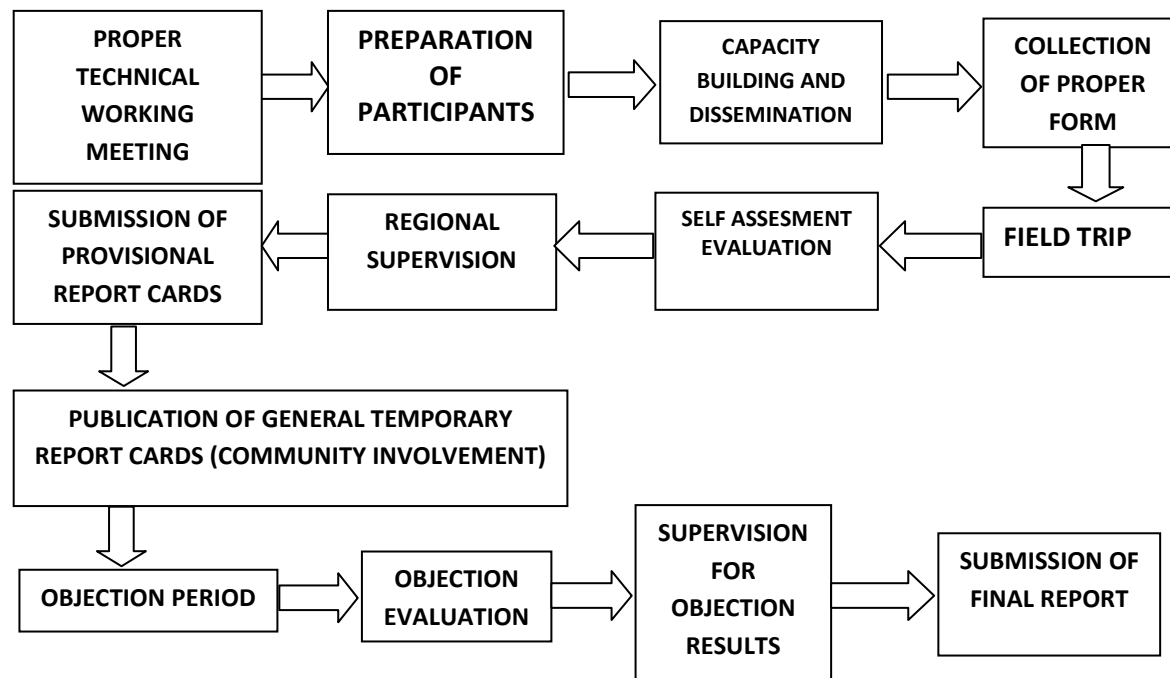 PROPER
TECHNICAL
WORKING
MEETING
PREPARATION
OF
PARTICIPANTS
CAPACITY
BUILDING AND
DISSEMINATION
COLLECTION
OF PROPER
FORM
FIELD TRIP
SELF ASSESMENT
EVALUATION
REGIONAL
SUPERVISION
SUBMISSION OF
PROVISIONAL
REPORT CARDS
PUBLICATION OF GENERAL TEMPORARY
REPORT CARDS (COMMUNITY INVOLVEMENT)
OBJECTION PERIOD
OBJECTION
EVALUATION
SUPERVISION
FOR
OBJECTION
RESULTS
SUBMISSION OF
FINAL REPORT